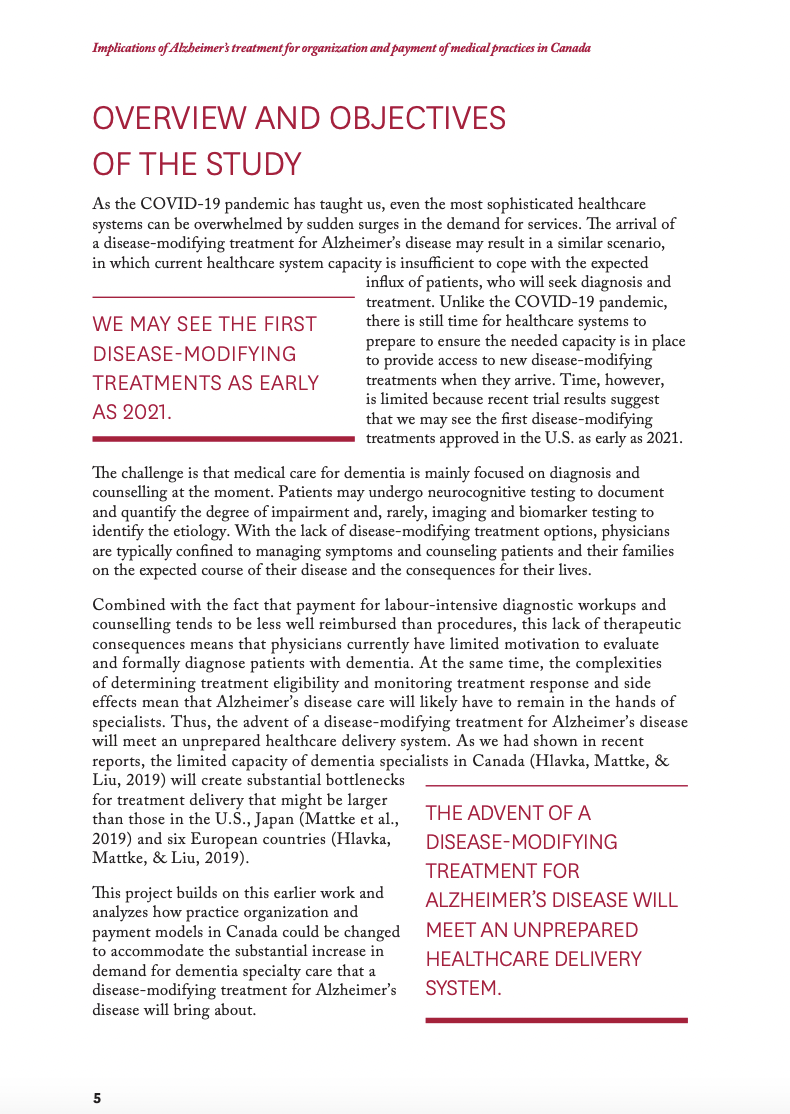 Implications of Alzheimer's treatment for organization and payment of medical practices in Canada
OVERVIEW AND OBJECTIVES
OF THE STUDY
As the COVID-19 pandemic has taught us, even the most sophisticated healthcare
systems can be overwhelmed by sudden surges in the demand for services. The arrival of
a disease-modifying treatment for Alzheimer's disease may result in a similar scenario,
in which current healthcare system capacity is insufficient to cope with the expected
influx of patients, who will seek diagnosis and
treatment. Unlike the COVID-19 pandemic,
there is still time for healthcare systems to
prepare to ensure the needed capacity is in place
to provide access to new disease-modifying
treatments when they arrive. Time, however,
is limited because recent trial results suggest
that we may see the first disease-modifying
treatments approved in the U.S. as early as 2021.
WE MAY SEE THE FIRST
DISEASE-MODIFYING
TREATMENTS AS EARLY
AS 2021.
The challenge is that medical care for dementia is mainly focused on diagnosis and
counselling at the moment. Patients may undergo neurocognitive testing to document
and quantify the degree of impairment and, rarely, imaging and biomarker testing to
identify the etiology. With the lack of disease-modifying treatment options, physicians
are typically confined to managing symptoms and counseling patients and their families
on the expected course of their disease and the consequences for their lives.
Combined with the fact that payment for labour-intensive diagnostic workups and
counselling tends to be less well reimbursed than procedures, this lack of therapeutic
consequences means that physicians currently have limited motivation to evaluate
and formally diagnose patients with dementia. At the same time, the complexities
of determining treatment eligibility and monitoring treatment response and side
effects mean that Alzheimer's disease care will likely have to remain in the hands of
specialists. Thus, the advent of a disease-modifying treatment for Alzheimer's disease
will meet an unprepared healthcare delivery system. As we had shown in recent
reports, the limited capacity of dementia specialists in Canada (Hlavka, Mattke, &
Liu, 2019) will create substantial bottlenecks
for treatment delivery that might be larger
than those in the U.S., Japan (Mattke et al.,
2019) and six European countries (Hlavka,
Mattke, & Liu, 2019).
This project builds on this earlier work and
analyzes how practice organization and
payment models in Canada could be changed
to accommodate the substantial increase in
demand for dementia specialty care that a
disease-modifying treatment for Alzheimer's
disease will bring about.
THE ADVENT OF A
DISEASE-MODIFYING
TREATMENT FOR
ALZHEIMER'S DISEASE WILL
MEET AN UNPREPARED
HEALTHCARE DELIVERY
SYSTEM.
5